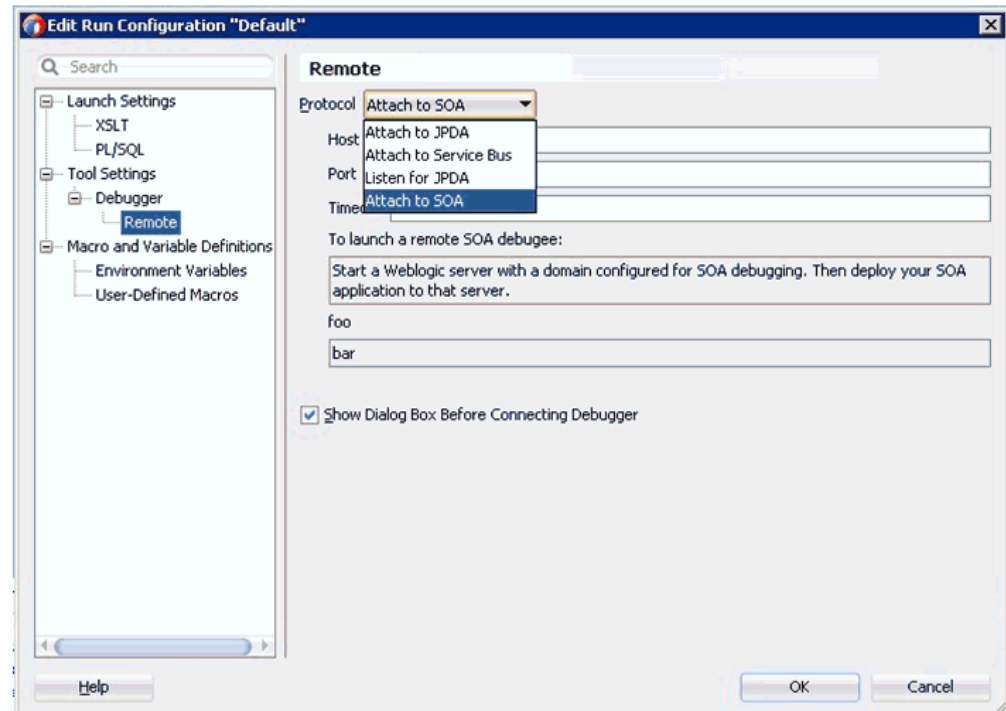 Edit Run Configuration "Default"
Search
Launch Settings
XSLT
PL/SQL
Tool Settings
Debugger
Remote
Macro and Variable Definitions
Environment Variables
User-Defined Macros
Remote
Protocol Attach to SOA
Attach to JPDA
Attach to Service Bus
Listen for JPDA
Attach to SOA
Host
Port
To launch a remote SOA debugee:
Start a Weblogic server with a domain configured for SOA debugging. Then deploy your SOA
application to that server.
foo
bar
Show Dialog Box Before Connecting Debugger
Help
OK
Cancel